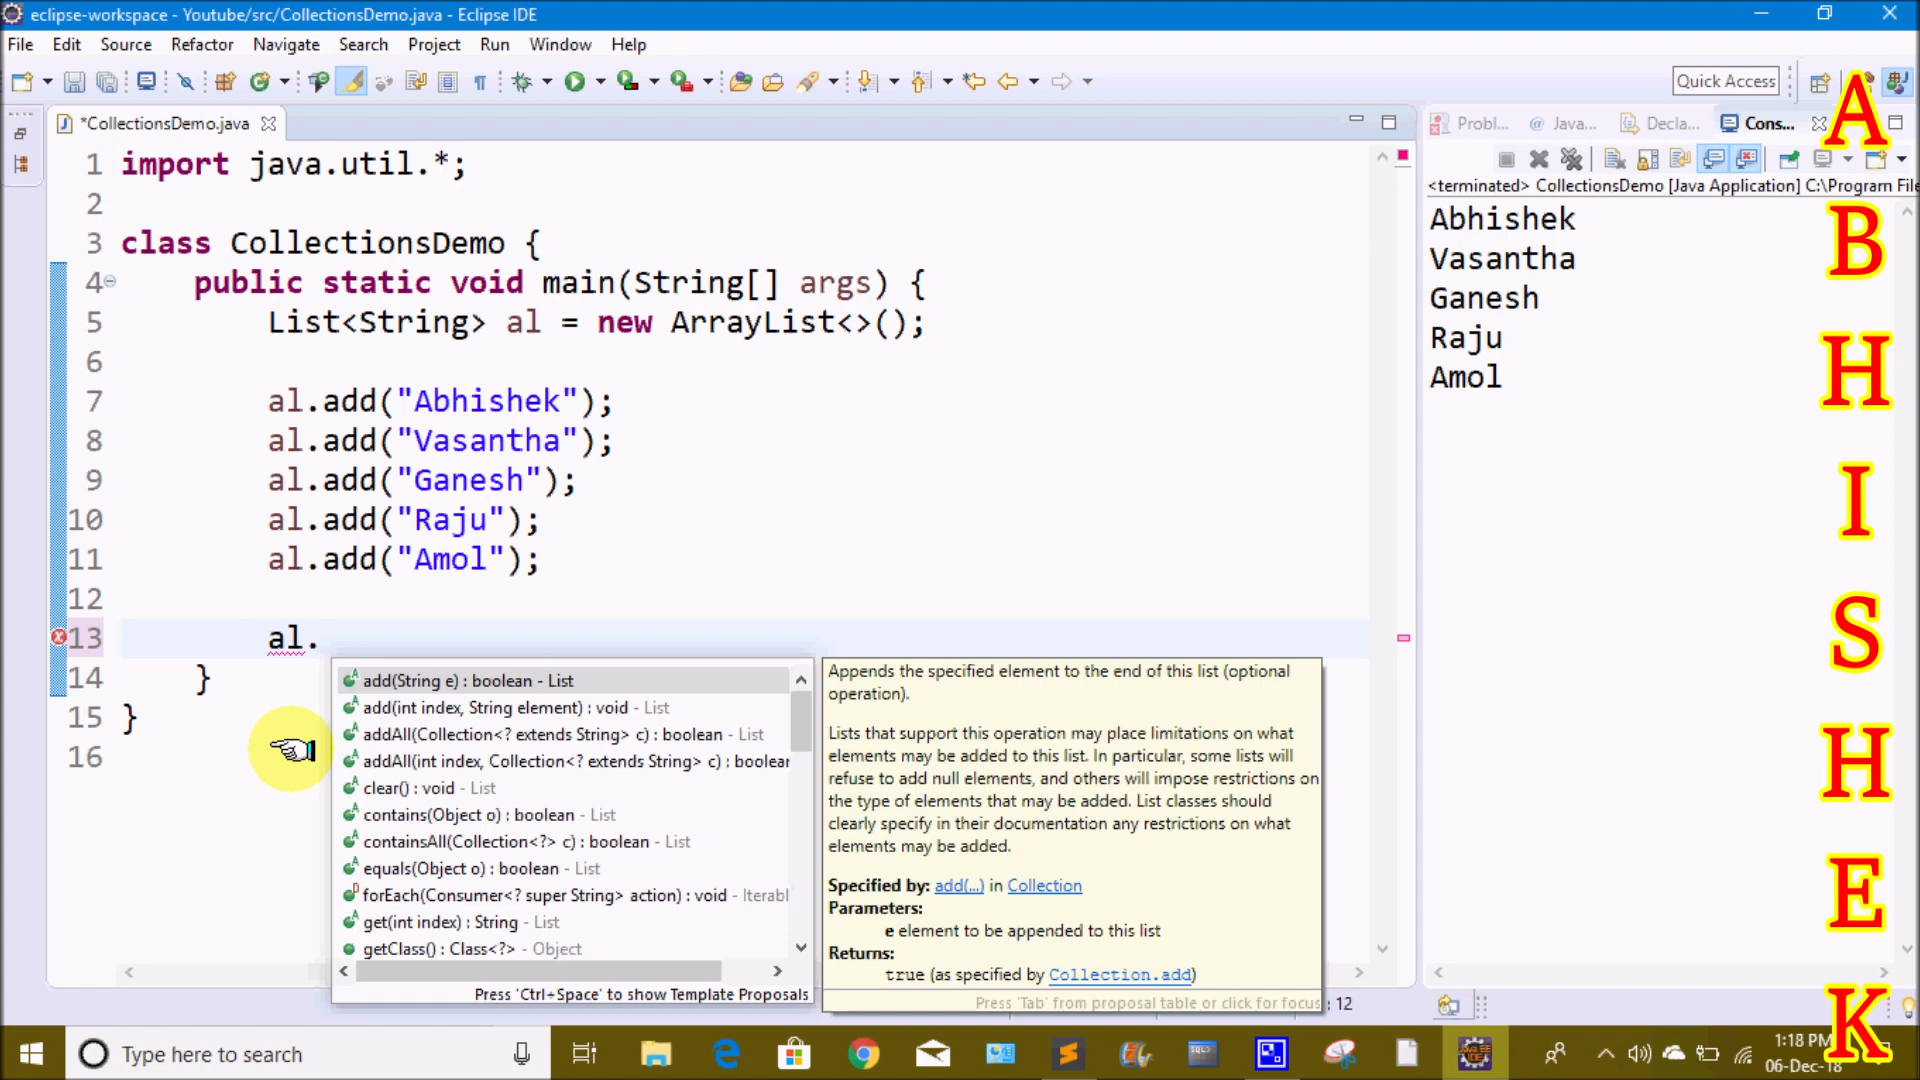 eclipse-workspace - Youtube/src/CollectionsDemo.java - Eclipse IDE
File Edit Source Refactor Navigate Search Project Run Window Help
Quick Access
*CollectionsDemo.java
Probl... @ Java... Decla... Cons...
<terminated> CollectionsDemo [Java Application] C:\Program File
1 import java.util.*;
2
3 class CollectionsDemo {
4 public static void main(String[] args) {
5 List<String> al = new ArrayList<>();
6
7 al.add("Abhishek");
8 al.add("Vasantha");
9 al.add("Ganesh");
10 al.add("Raju");
11 al.add("Amol");
12
13 al.
14 }
15 }
16
Abhishek
Vasantha
Ganesh
Raju
Amol
add(String e) : boolean - List
add(int index, String element) : void - List
addAll(Collection<? extends String> c) : boolean - List
addAll(int index, Collection<? extends String> c) : boolean
clear() : void - List
contains(Object o) : boolean - List
containsAll(Collection<?> c) : boolean - List
equals(Object o) : boolean - List
forEach(Consumer<? super String> action) : void - Iterabl
get(int index) : String - List
getClass() : Class<?> - Object
Press 'Ctrl+Space' to show Template Proposals
Appends the specified element to the end of this list (optional
operation).
Lists that support this operation may place limitations on what
elements may be added to this list. In particular, some lists will
refuse to add null elements, and others will impose restrictions on
the type of elements that may be added. List classes should
clearly specify in their documentation any restrictions on what
elements may be added.
Specified by: add(...) in Collection
Parameters:
e element to be appended to this list
Returns:
true (as specified by Collection.add)
Press 'Tab' from proposal table or click for focus
: 12
A
B
H
I
S
H
E
K
Type here to search
1:18 PM
06-Dec-18